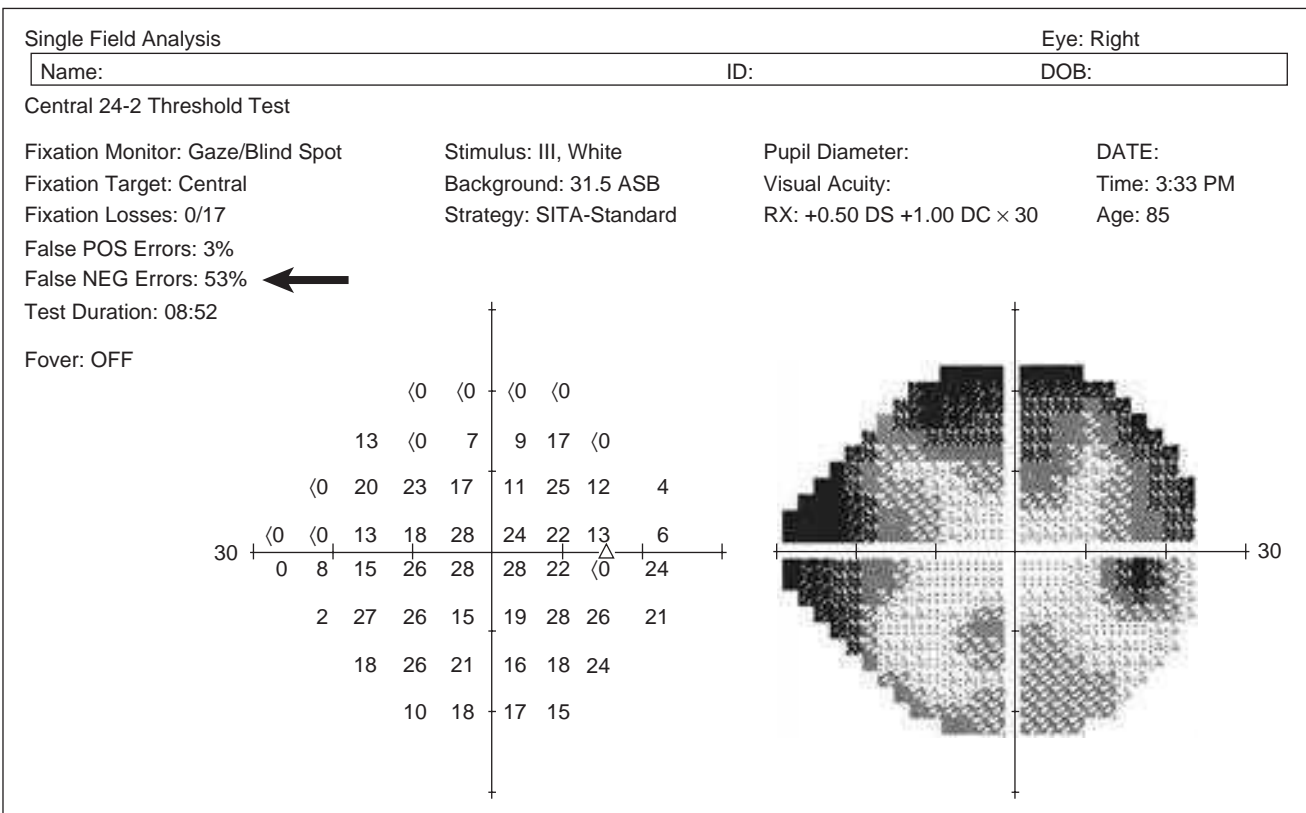 Single Field Analysis Eye: Right
Name: ID: DOB:
Central 24-2 Threshold Test
Fixation Monitor: Gaze/Blind Spot Stimulus: III, White Pupil Diameter: DATE:
Fixation Target: Central Background: 31.5 ASB Visual Acuity: Time: 3:33 PM
Fixation Losses: 0/17 Strategy: SITA-Standard RX: +0.50 DS +1.00 DC × 30 Age: 85
False POS Errors: 3%
False NEG Errors: 53%
Test Duration: 08:52
Fover: OFF
⟨0 ⟨0 ⟨0 ⟨0
13 ⟨0 7 9 17 ⟨0
⟨0 20 23 17 11 25 12 4
⟨0 ⟨0 13 18 28 24 22 13 6
30 30
0 8 15 26 28 28 22 ⟨0 24
2 27 26 15 19 28 26 21
18 26 21 16 18 24
10 18 17 15